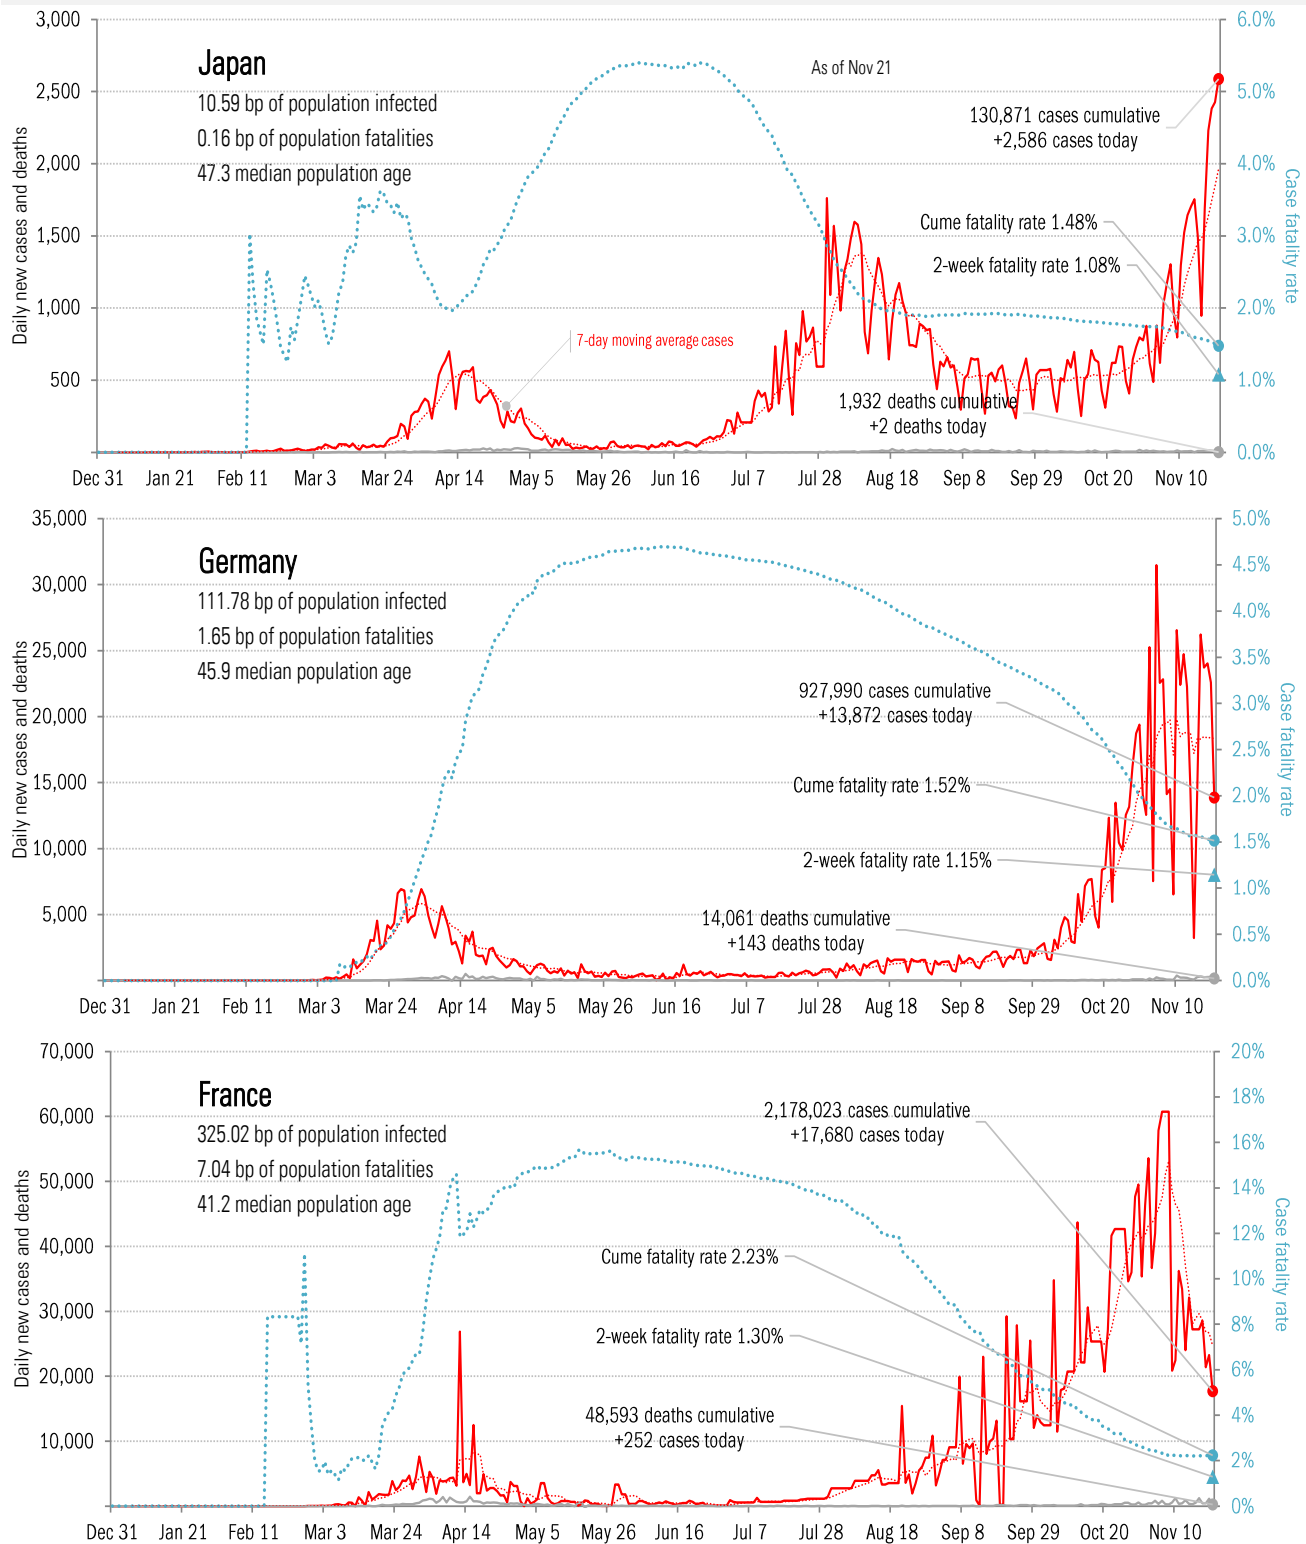 3,000
2,500
2,000
1,500
1,000
500
Daily new cases and deaths
Japan
10.59 bp of population infected
0.16 bp of population fatalities
47.3 median population age
As of Nov 21
130,871 cases cumulative
+2,586 cases today
Cume fatality rate 1.48%
2-week fatality rate 1.08%
7-day moving average cases
1,932 deaths cumulative
+2 deaths today
6.0%
5.0%
4.0%
3.0%
2.0%
1.0%
0.0%
Case fatality rate
Dec 31 Jan 21 Feb 11 Mar 3 Mar 24 Apr 14 May 5 May 26 Jun 16 Jul 7 Jul 28 Aug 18 Sep 8 Sep 29 Oct 20 Nov 10
35,000
30,000
25,000
20,000
15,000
10,000
5,000
Daily new cases and deaths
Germany
111.78 bp of population infected
1.65 bp of population fatalities
45.9 median population age
927,990 cases cumulative
+13,872 cases today
Cume fatality rate 1.52%
2-week fatality rate 1.15%
14,061 deaths cumulative
+143 deaths today
5.0%
4.5%
4.0%
3.5%
3.0%
2.5%
2.0%
1.5%
1.0%
0.5%
0.0%
Case fatality rate
Dec 31 Jan 21 Feb 11 Mar 3 Mar 24 Apr 14 May 5 May 26 Jun 16 Jul 7 Jul 28 Aug 18 Sep 8 Sep 29 Oct 20 Nov 10
70,000
60,000
50,000
40,000
30,000
20,000
10,000
Daily new cases and deaths
France
325.02 bp of population infected
7.04 bp of population fatalities
41.2 median population age
2,178,023 cases cumulative
+17,680 cases today
Cume fatality rate 2.23%
2-week fatality rate 1.30%
48,593 deaths cumulative
+252 cases today
20%
18%
16%
14%
12%
10%
8%
6%
4%
2%
0%
Case fatality rate
Dec 31 Jan 21 Feb 11 Mar 3 Mar 24 Apr 14 May 5 May 26 Jun 16 Jul 7 Jul 28 Aug 18 Sep 8 Sep 29 Oct 20 Nov 10